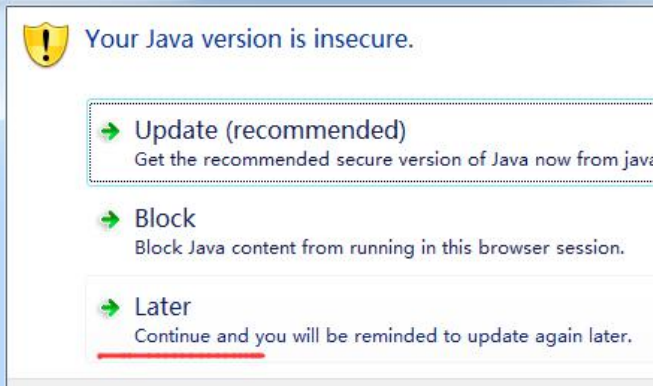 Your Java version is insecure.
Update (recommended)
Get the recommended secure version of Java now from java
Block
Block Java content from running in this browser session.
Later
Continue and you will be reminded to update again later.